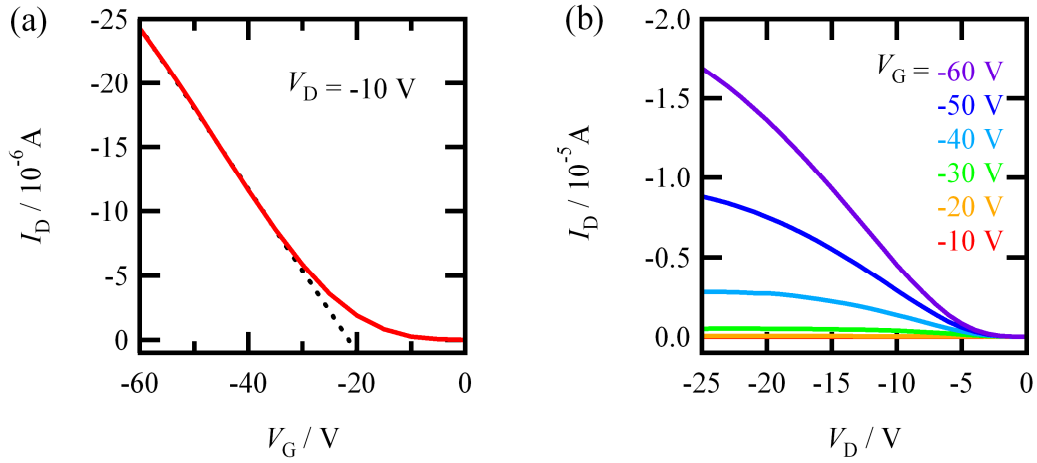 (a)
V_D = -10 V
-25
-20
-15
-10
-5
0
I_D / 10^-6 A
-60
-40
-20
0
V_G / V
(b)
V_G = -60 V
-50 V
-40 V
-30 V
-20 V
-10 V
-2.0
-1.5
-1.0
-0.5
0.0
I_D / 10^-5 A
-25
-20
-15
-10
-5
0
V_D / V